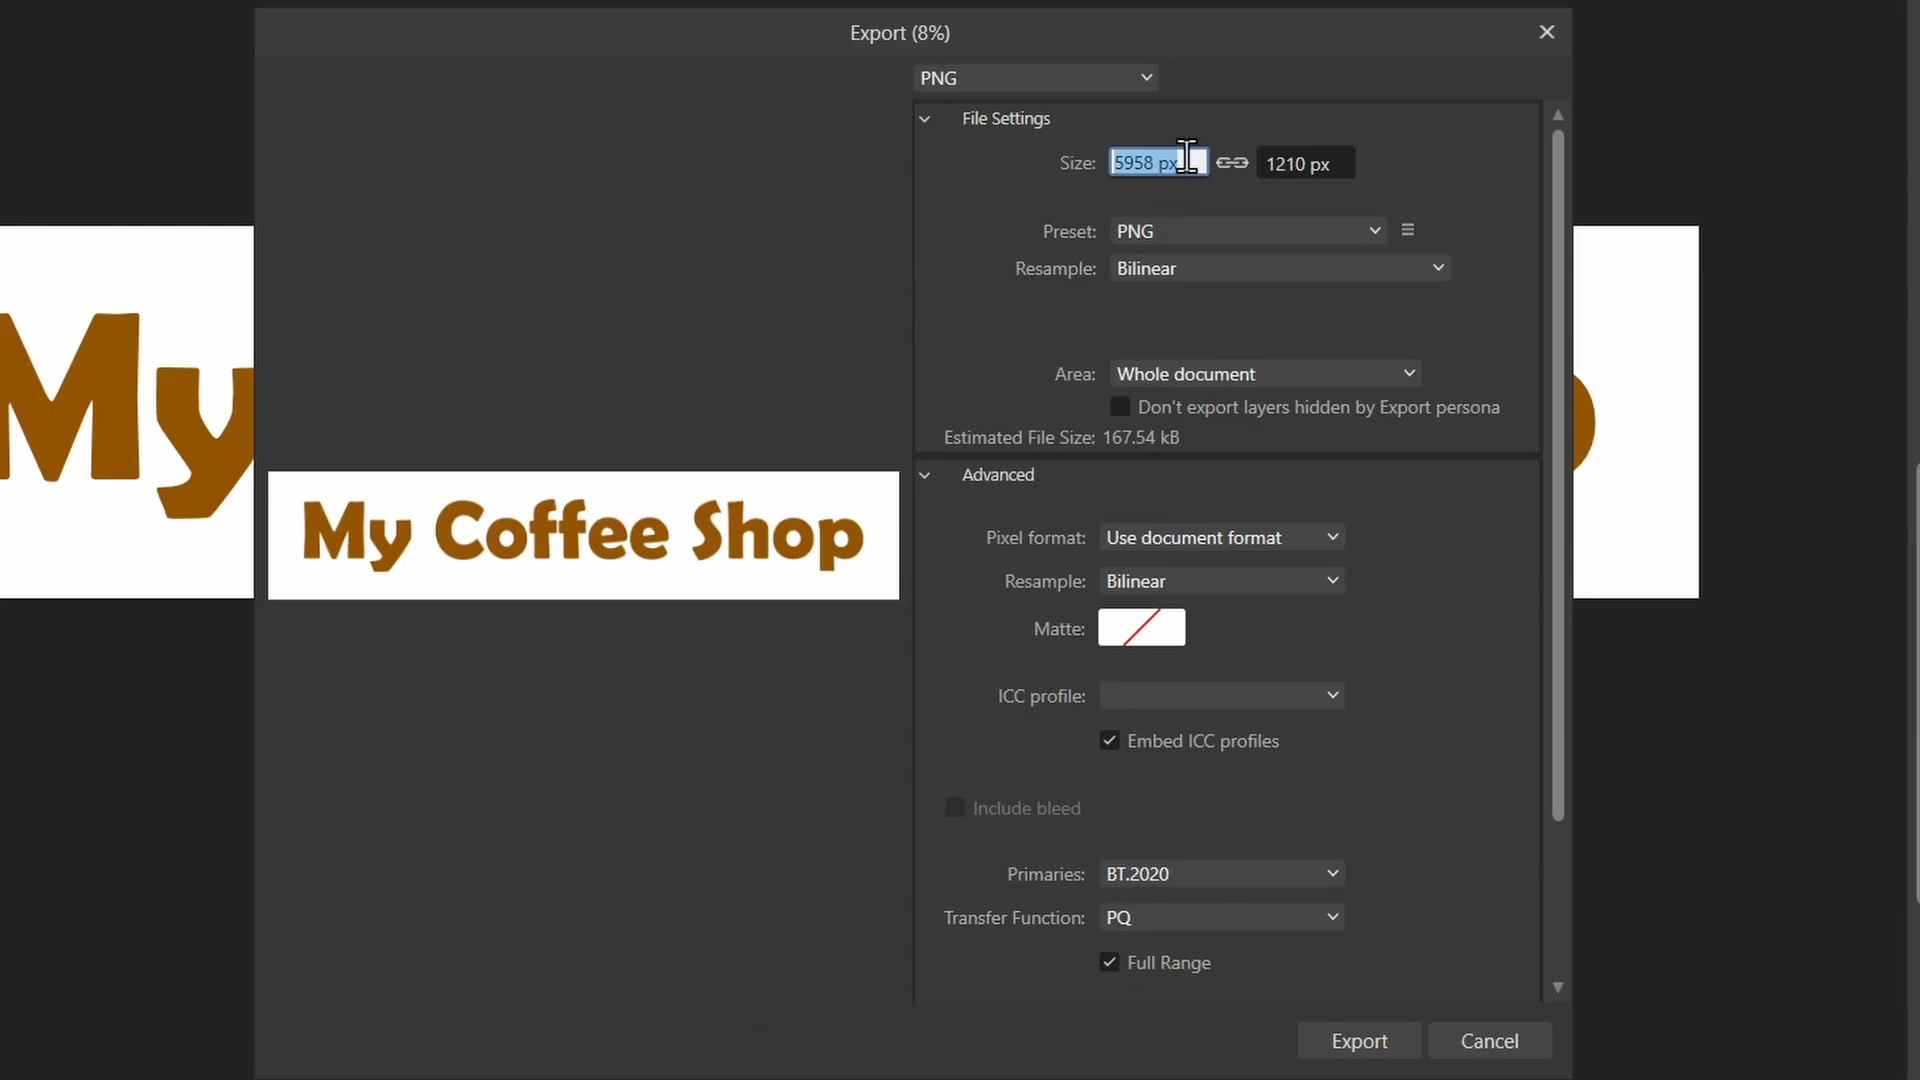 Export (8%)
PNG
File Settings
Size: 5958 px 1210 px
Preset: PNG
Resample: Bilinear
Area: Whole document
Don't export layers hidden by Export persona
Estimated File Size: 167.54 kB
Advanced
Pixel format: Use document format
Resample: Bilinear
Matte:
ICC profile:
Embed ICC profiles
Include bleed
Primaries: BT.2020
Transfer Function: PQ
Full Range
Export Cancel
My Coffee Shop
My